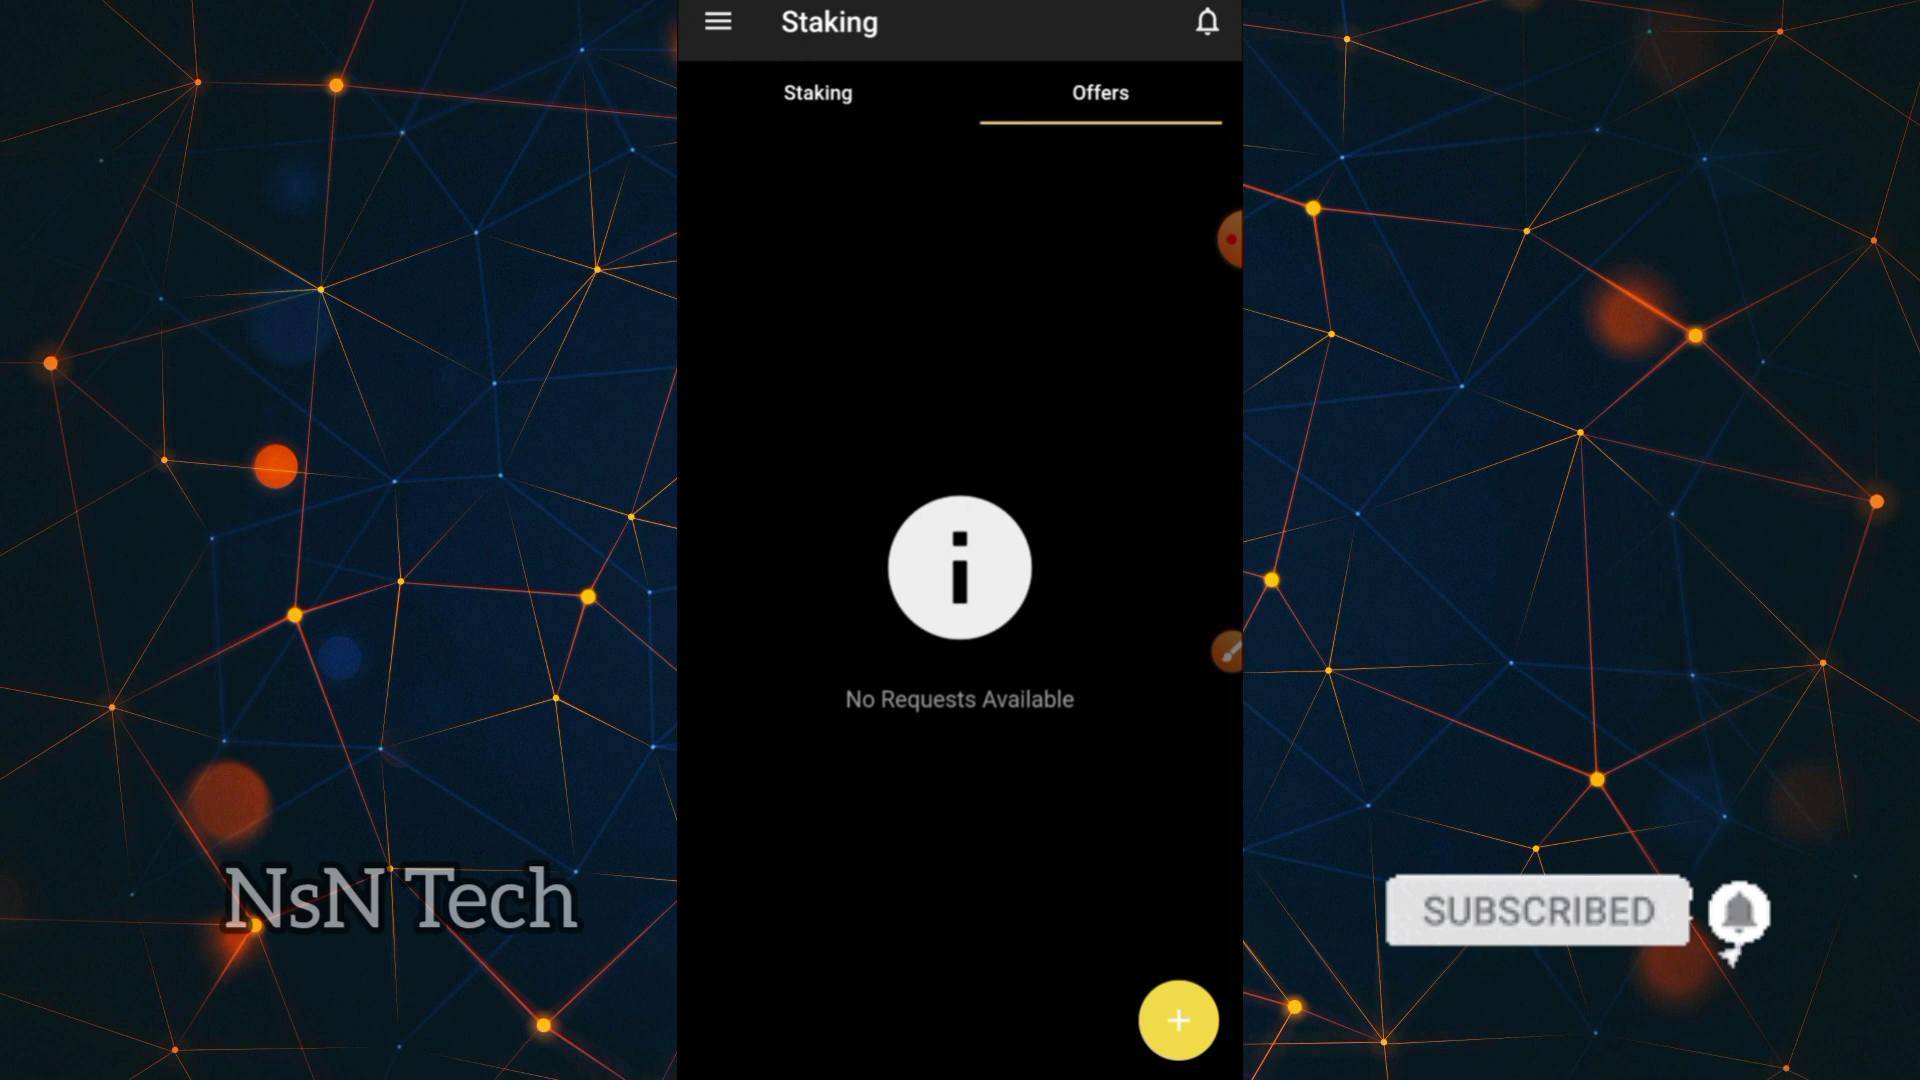 Staking
Staking
Offers
No Requests Available
NsN Tech
SUBSCRIBED